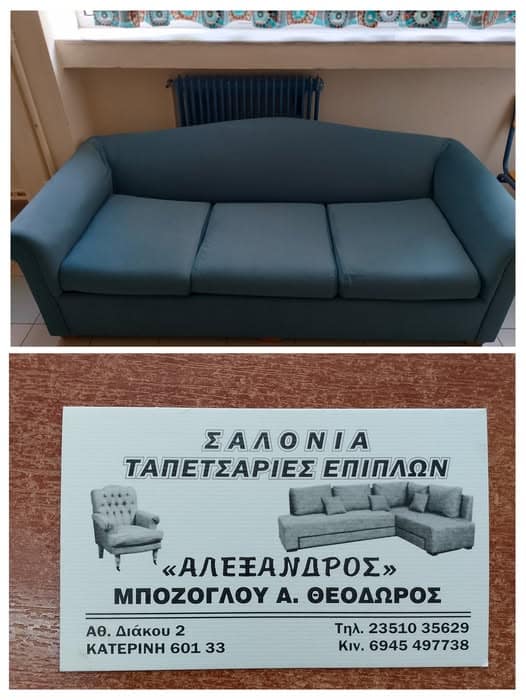 ΣΑΛΟΝΙΑ
ΤΑΠΕΤΣΑΡΙΕΣ ΕΠΙΠΛΩΝ
«ΑΛΕΞΑΝΔΡΟΣ»
ΜΠΟΖΟΓΛΟΥ Α. ΘΕΟΔΩΡΟΣ
Αθ. Διάκου 2
ΚΑΤΕΡΙΝΗ 601 33
Τηλ. 23510 35629
Κιν. 6945 497738